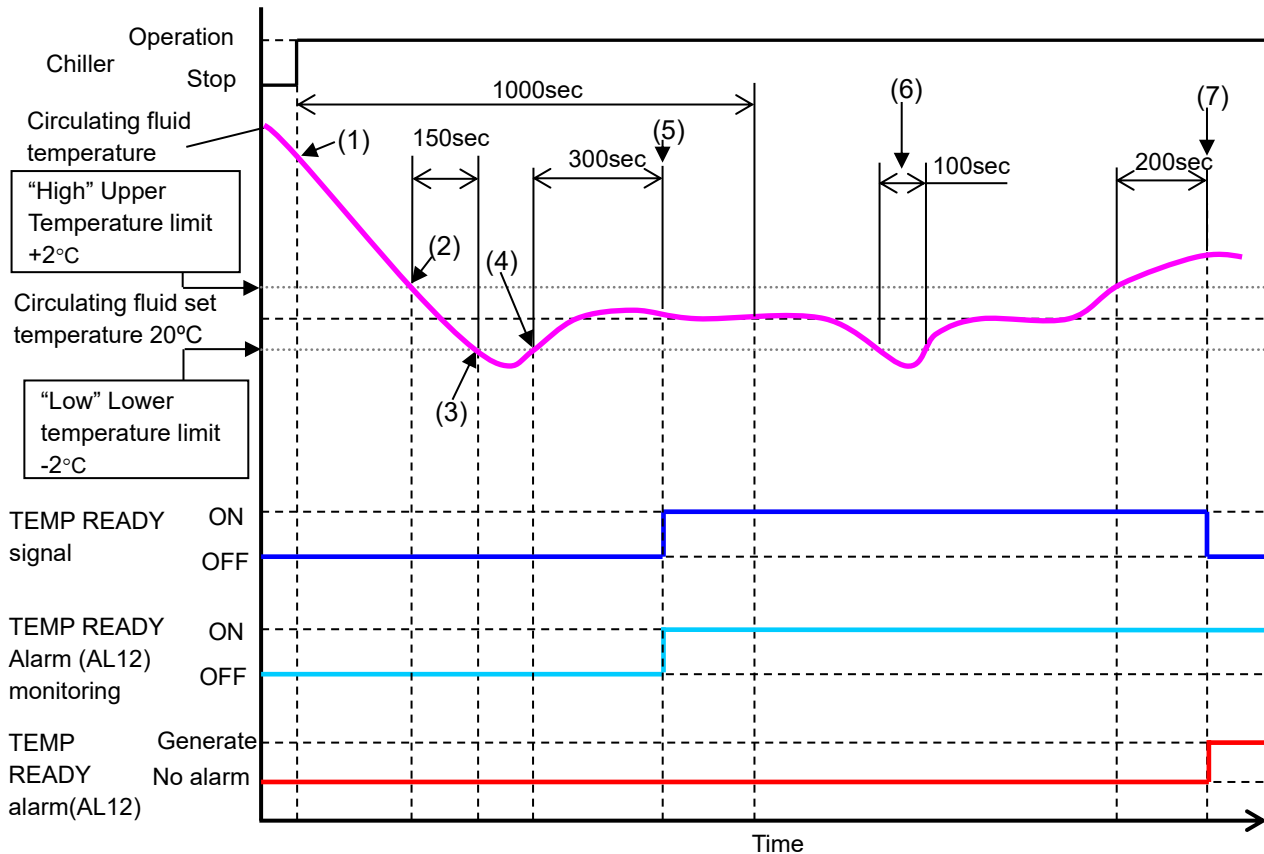 Operation
Chiller
Stop
1000sec
(6)
(7)
Circulating fluid
temperature
(1)
150sec
(5)
300sec
100sec
200sec
“High” Upper
Temperature limit
+2°C
(2)
(4)
Circulating fluid set
temperature 20ºC
(3)
“Low” Lower
temperature limit
-2°C
TEMP READY
signal
ON
OFF
TEMP READY
Alarm (AL12)
monitoring
ON
OFF
TEMP
READY
alarm(AL12)
Generate
No alarm
Time